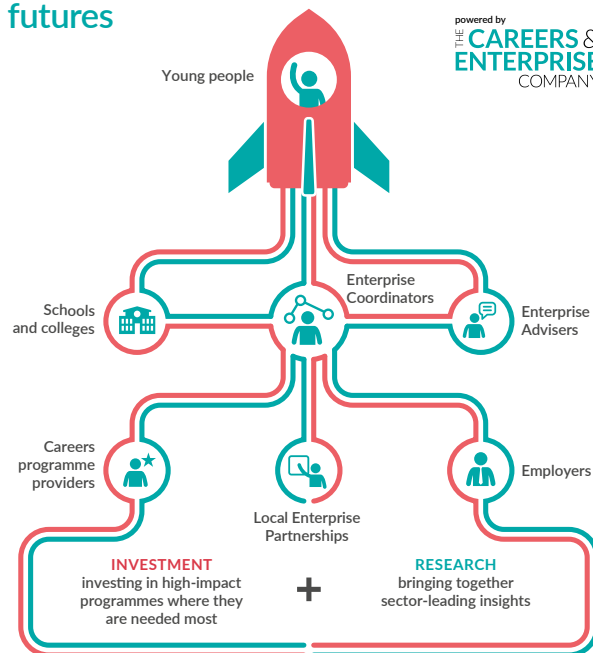 futures
powered by
THE CAREERS &
ENTERPRISE
COMPANY
Young people
Enterprise
Coordinators
Schools
and colleges
Enterprise
Advisers
Careers
programme
providers
Local Enterprise
Partnerships
Employers
INVESTMENT
investing in high-impact
programmes where they
are needed most
+
RESEARCH
bringing together
sector-leading insights